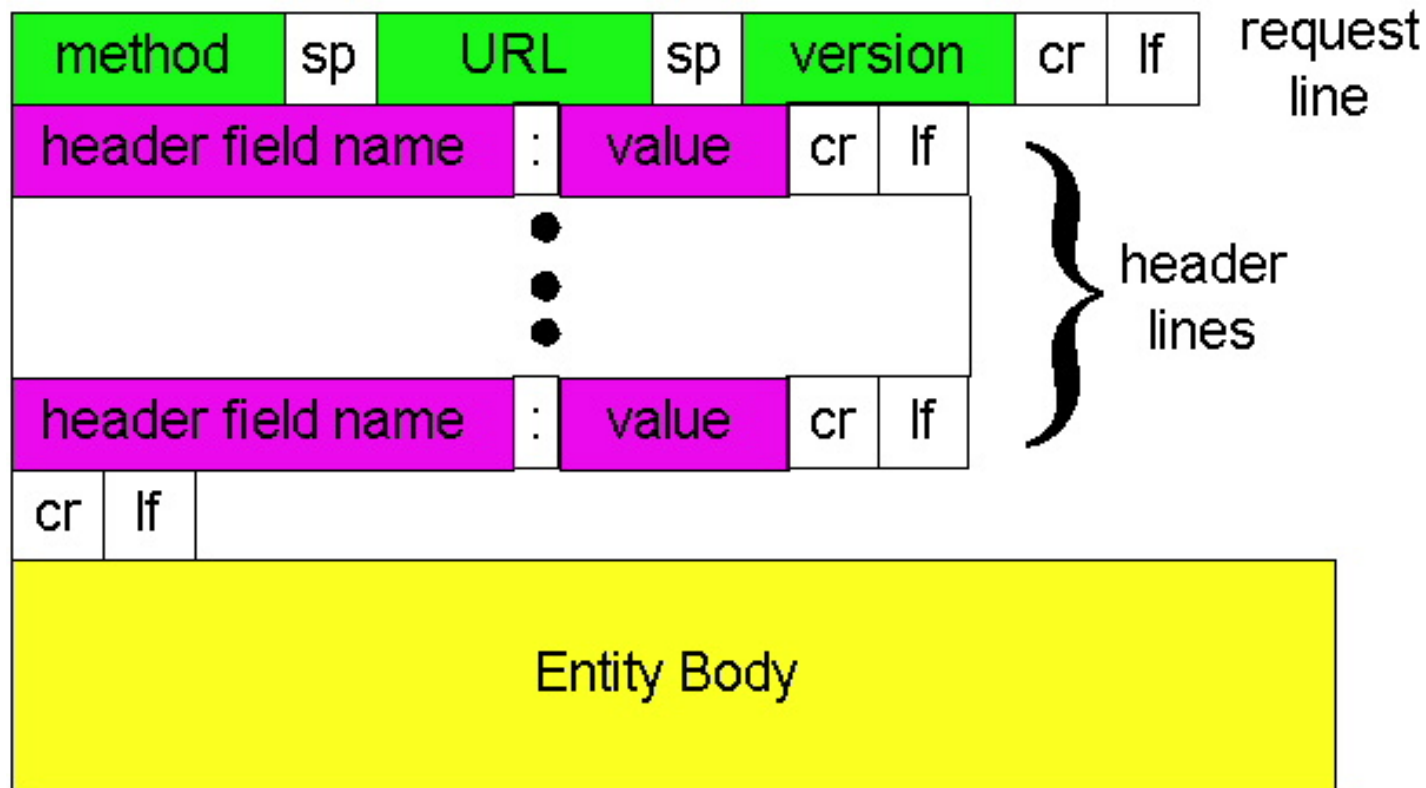 method sp URL sp version cr lf request line
header field name : value cr lf
header lines
header field name : value cr lf
cr lf
Entity Body